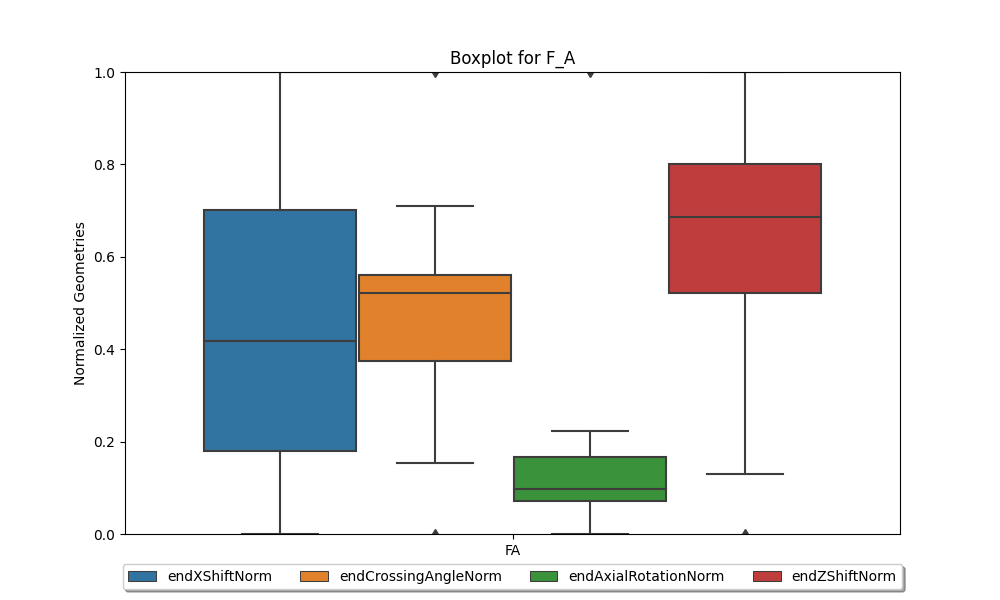 Boxplot for F_A
1.0
0.8
0.6
0.4
0.2
0.0
Normalized Geometries
FA
endXShiftNorm endCrossingAngleNorm endAxialRotationNorm endZShiftNorm